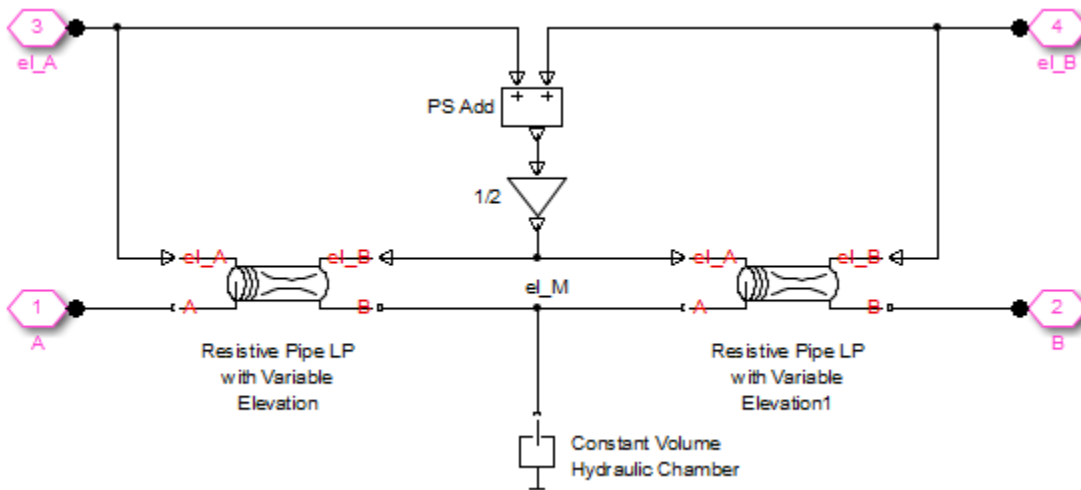 3
el_A
4
el_B
PS Add
+ +
1/2
el_A
el_B
el_A
el_B
el_M
1
A
A
B
A
B
2
B
Resistive Pipe LP
with Variable
Elevation
Resistive Pipe LP
with Variable
Elevation1
Constant Volume
Hydraulic Chamber